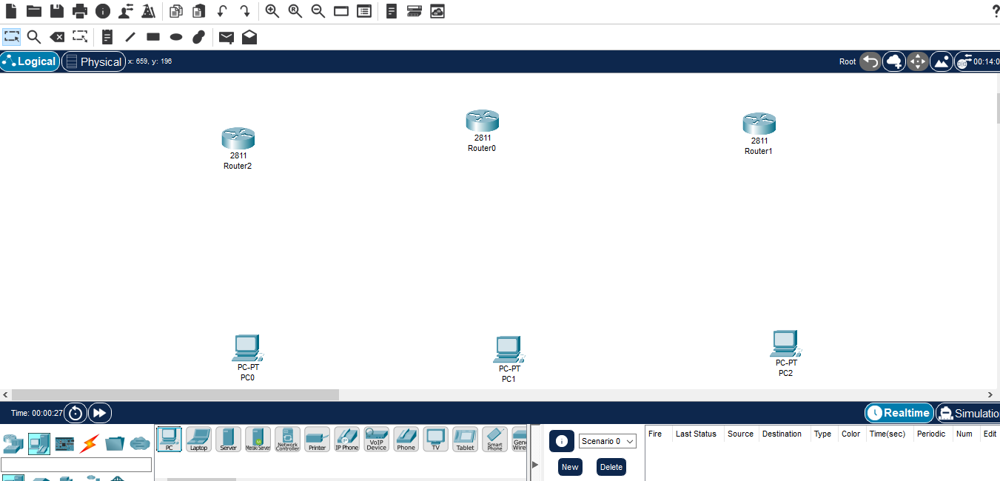 ?
Logical
Physical
x: 659, y: 196
Root
00:14:0
2811
Router2
2811
Router0
2811
Router1
PC-PT
PC0
PC-PT
PC1
PC-PT
PC2
Time: 00:00:27
Realtime
Simulatio
PC
Laptop
Server
Meraki Server
Network
Controller
Printer
IP
IP Phone
VoIP
Device
Phone
TV
Tablet
Smart
Phone
Gene
Wirel
Scenario 0
New
Delete
Fire
Last Status
Source
Destination
Type
Color
Time(sec)
Periodic
Num
Edit